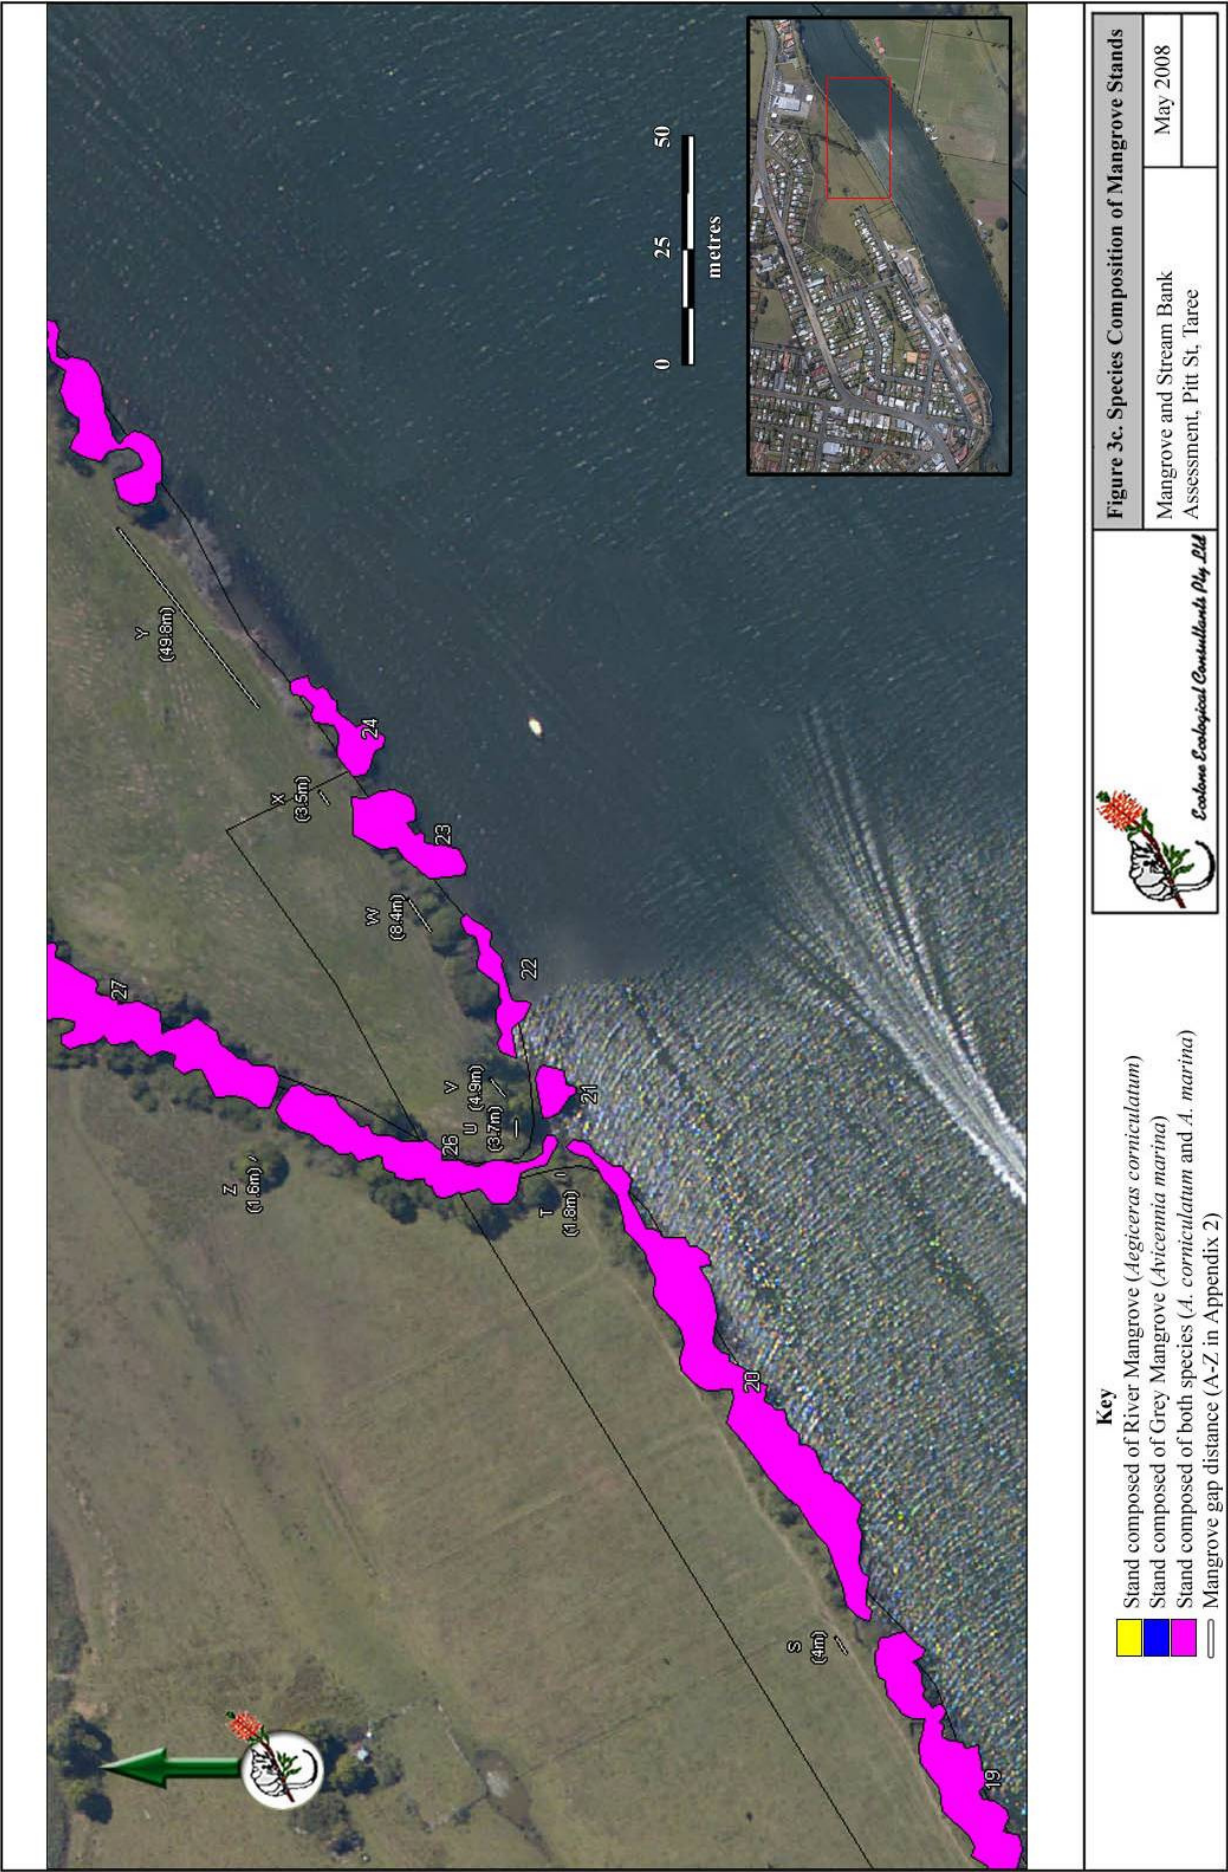 27
Y
(49.8m)
Z
(1.6m)
X
(3.5m)
24
W
(8.4m)
23
26
V
(4.9m)
U
(3.7m)
22
21
T
(1.8m)
20
S
(4m)
19
0 25 50
metres
Key
Stand composed of River Mangrove (Aegiceras corniculatum)
Stand composed of Grey Mangrove (Avicennia marina)
Stand composed of both species (A. corniculatum and A. marina)
Mangrove gap distance (A-Z in Appendix 2)
Ecotone Ecological Consultants Pty Ltd
Figure 3c. Species Composition of Mangrove Stands
Mangrove and Stream Bank
Assessment, Pitt St, Taree
May 2008